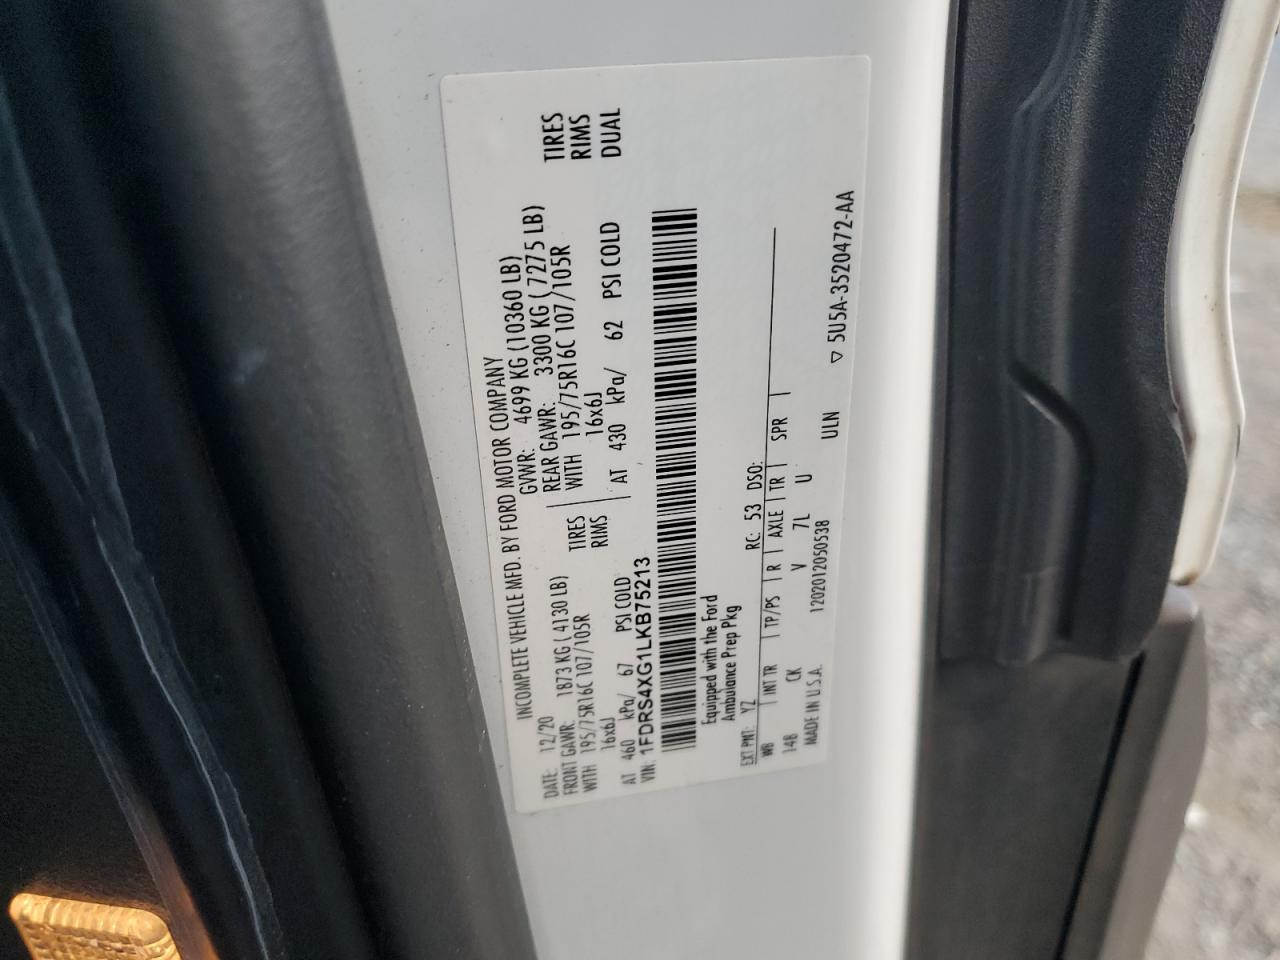 INCOMPLETE VEHICLE MFD. BY FORD MOTOR COMPANY
DATE: 12/20 GVWR: 4699 KG (10360 LB)
FRONT GAWR: 1873 KG ( 4130 LB) REAR GAWR: 3300 KG ( 7275 LB)
WITH 195/75R16C 107/105R TIRES WITH 195/75R16C 107/105R TIRES
16x6J RIMS 16x6J RIMS
AT 460 kPa/ 67 PSI COLD AT 430 kPa/ 62 PSI COLD DUAL
VIN: 1FDRS4XG1LKB75213
Equipped with the Ford
Ambulance Prep Pkg
EXT PNT: YZ RC: 53 DSO:
WB INT TR TP/PS R AXLE TR SPR
148 CK V 7L U
MADE IN U.S.A. 1202012050538 ULN ▽ 5U5A-3520472-AA